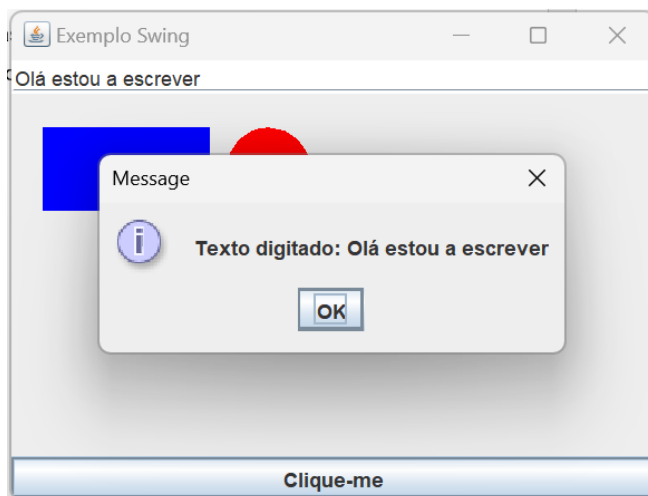 Exemplo Swing
Olá estou a escrever
Message
Texto digitado: Olá estou a escrever
OK
Clique-me